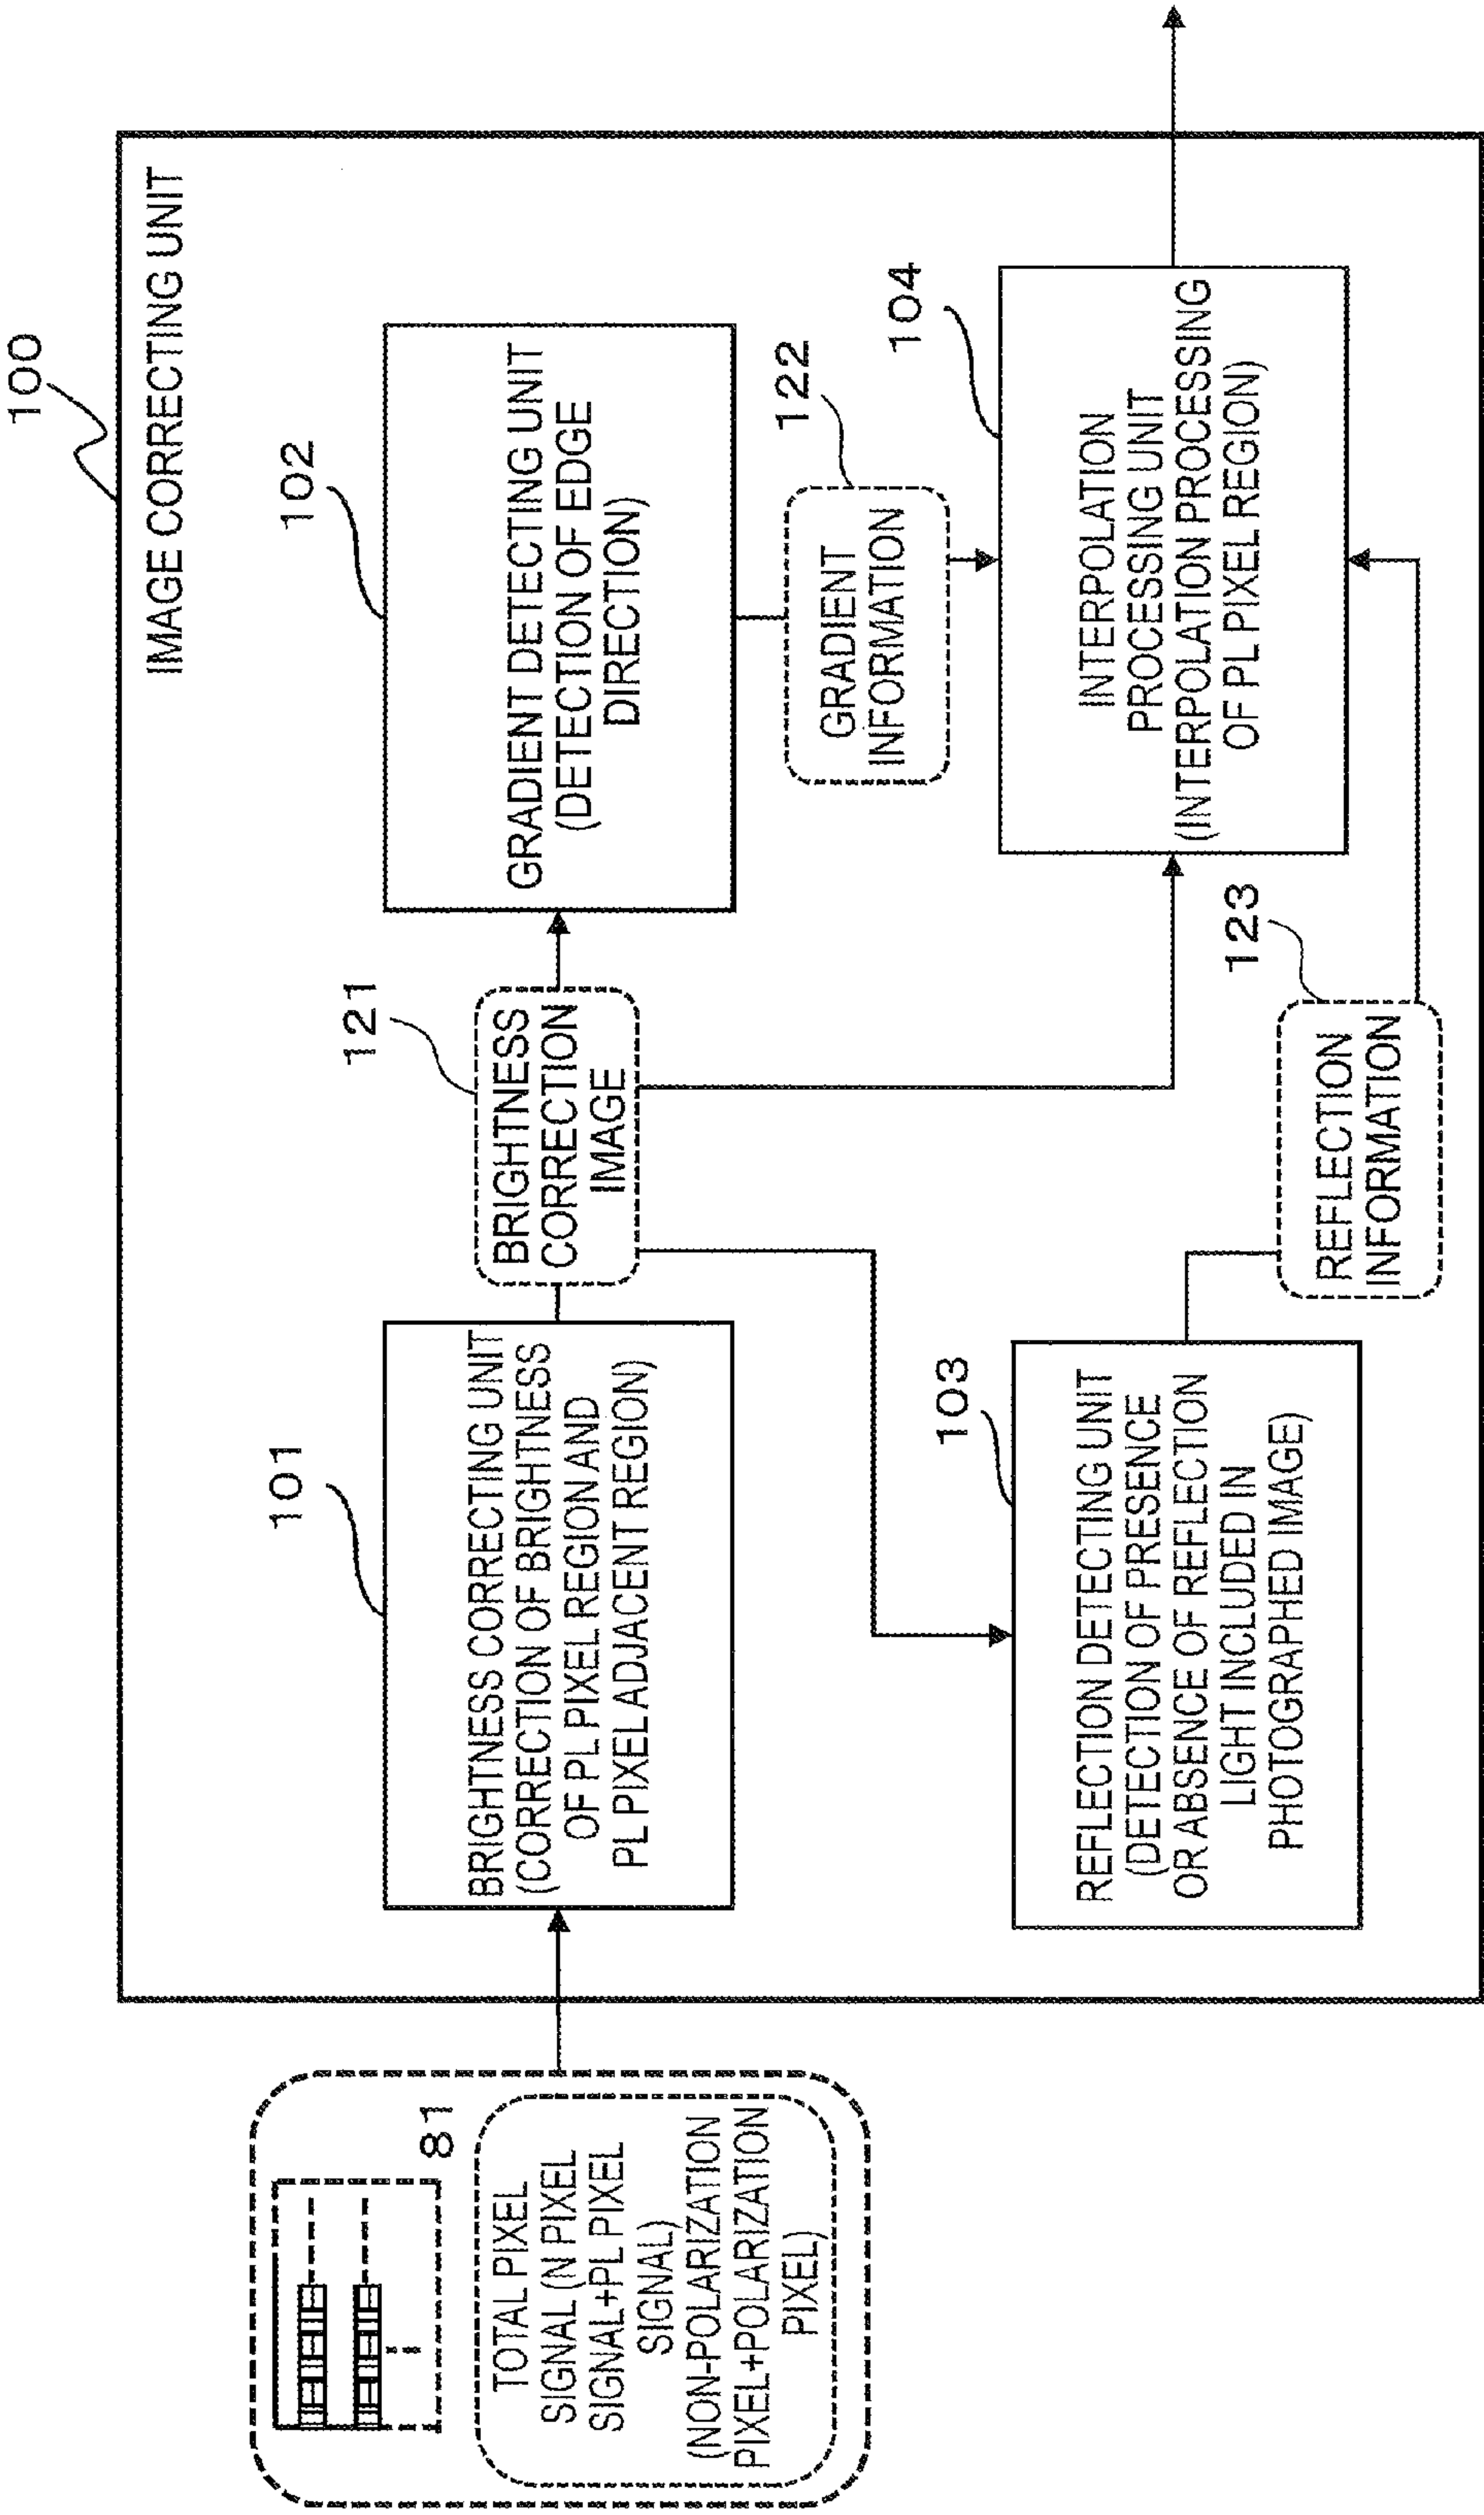 100
IMAGE CORRECTING UNIT
81
TOTAL PIXEL
SIGNAL (N PIXEL
SIGNAL+PL PIXEL
SIGNAL)
(NON-POLARIZATION
PIXEL+POLARIZATION
PIXEL)
101
BRIGHTNESS CORRECTING UNIT
(CORRECTION OF BRIGHTNESS
OF PL PIXEL REGION AND
PL PIXEL ADJACENT REGION)
121
BRIGHTNESS
CORRECTION
IMAGE
102
GRADIENT DETECTING UNIT
(DETECTION OF EDGE
DIRECTION)
122
GRADIENT
INFORMATION
103
REFLECTION DETECTING UNIT
(DETECTION OF PRESENCE
OR ABSENCE OF REFLECTION
LIGHT INCLUDED IN
PHOTOGRAPHED IMAGE)
123
REFLECTION
INFORMATION
104
INTERPOLATION
PROCESSING UNIT
(INTERPOLATION PROCESSING
OF PL PIXEL REGION)